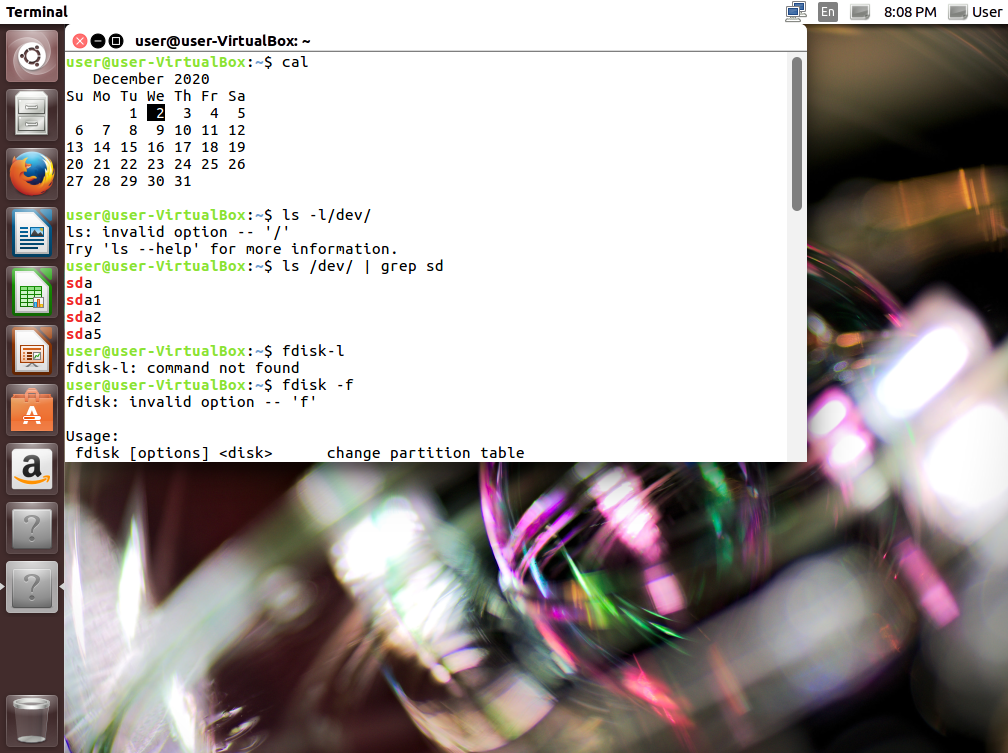 Terminal
En
8:08 PM
User
user@user-VirtualBox: ~
user@user-VirtualBox:~$ cal
   December 2020
Su Mo Tu We Th Fr Sa
       1  2  3  4  5
 6  7  8  9 10 11 12
13 14 15 16 17 18 19
20 21 22 23 24 25 26
27 28 29 30 31
user@user-VirtualBox:~$ ls -l/dev/
ls: invalid option -- '/'
Try 'ls --help' for more information.
user@user-VirtualBox:~$ ls /dev/ | grep sd
sda
sda1
sda2
sda5
user@user-VirtualBox:~$ fdisk-l
fdisk-l: command not found
user@user-VirtualBox:~$ fdisk -f
fdisk: invalid option -- 'f'
Usage:
 fdisk [options] <disk>      change partition table
A
a
?
?